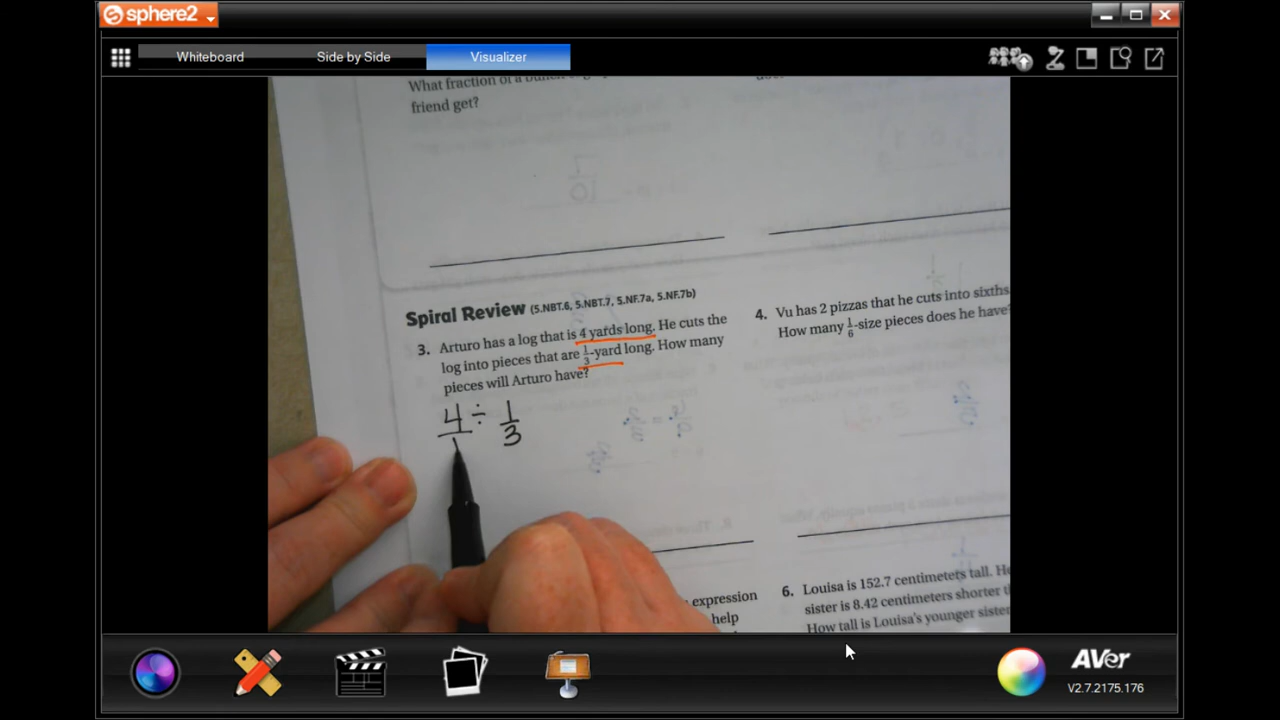 sphere2
Whiteboard
Side by Side
Visualizer
What fraction of a
friend get?
Spiral Review (5.NBT.6, 5.NBT.7, 5.NF.7a, 5.NF.7b)
3. Arturo has a log that is 4 yards long. He cuts the
log into pieces that are 1/3-yard long. How many
pieces will Arturo have?
4/1 ÷ 1/3
4. Vu has 2 pizzas that he cuts into sixths
How many 1/6-size pieces does he have?
expression
help
6. Louisa is 152.7 centimeters tall. He
sister is 8.42 centimeters shorter
How tall is Louisa's younger sister
AVer
V2.7.2175.176